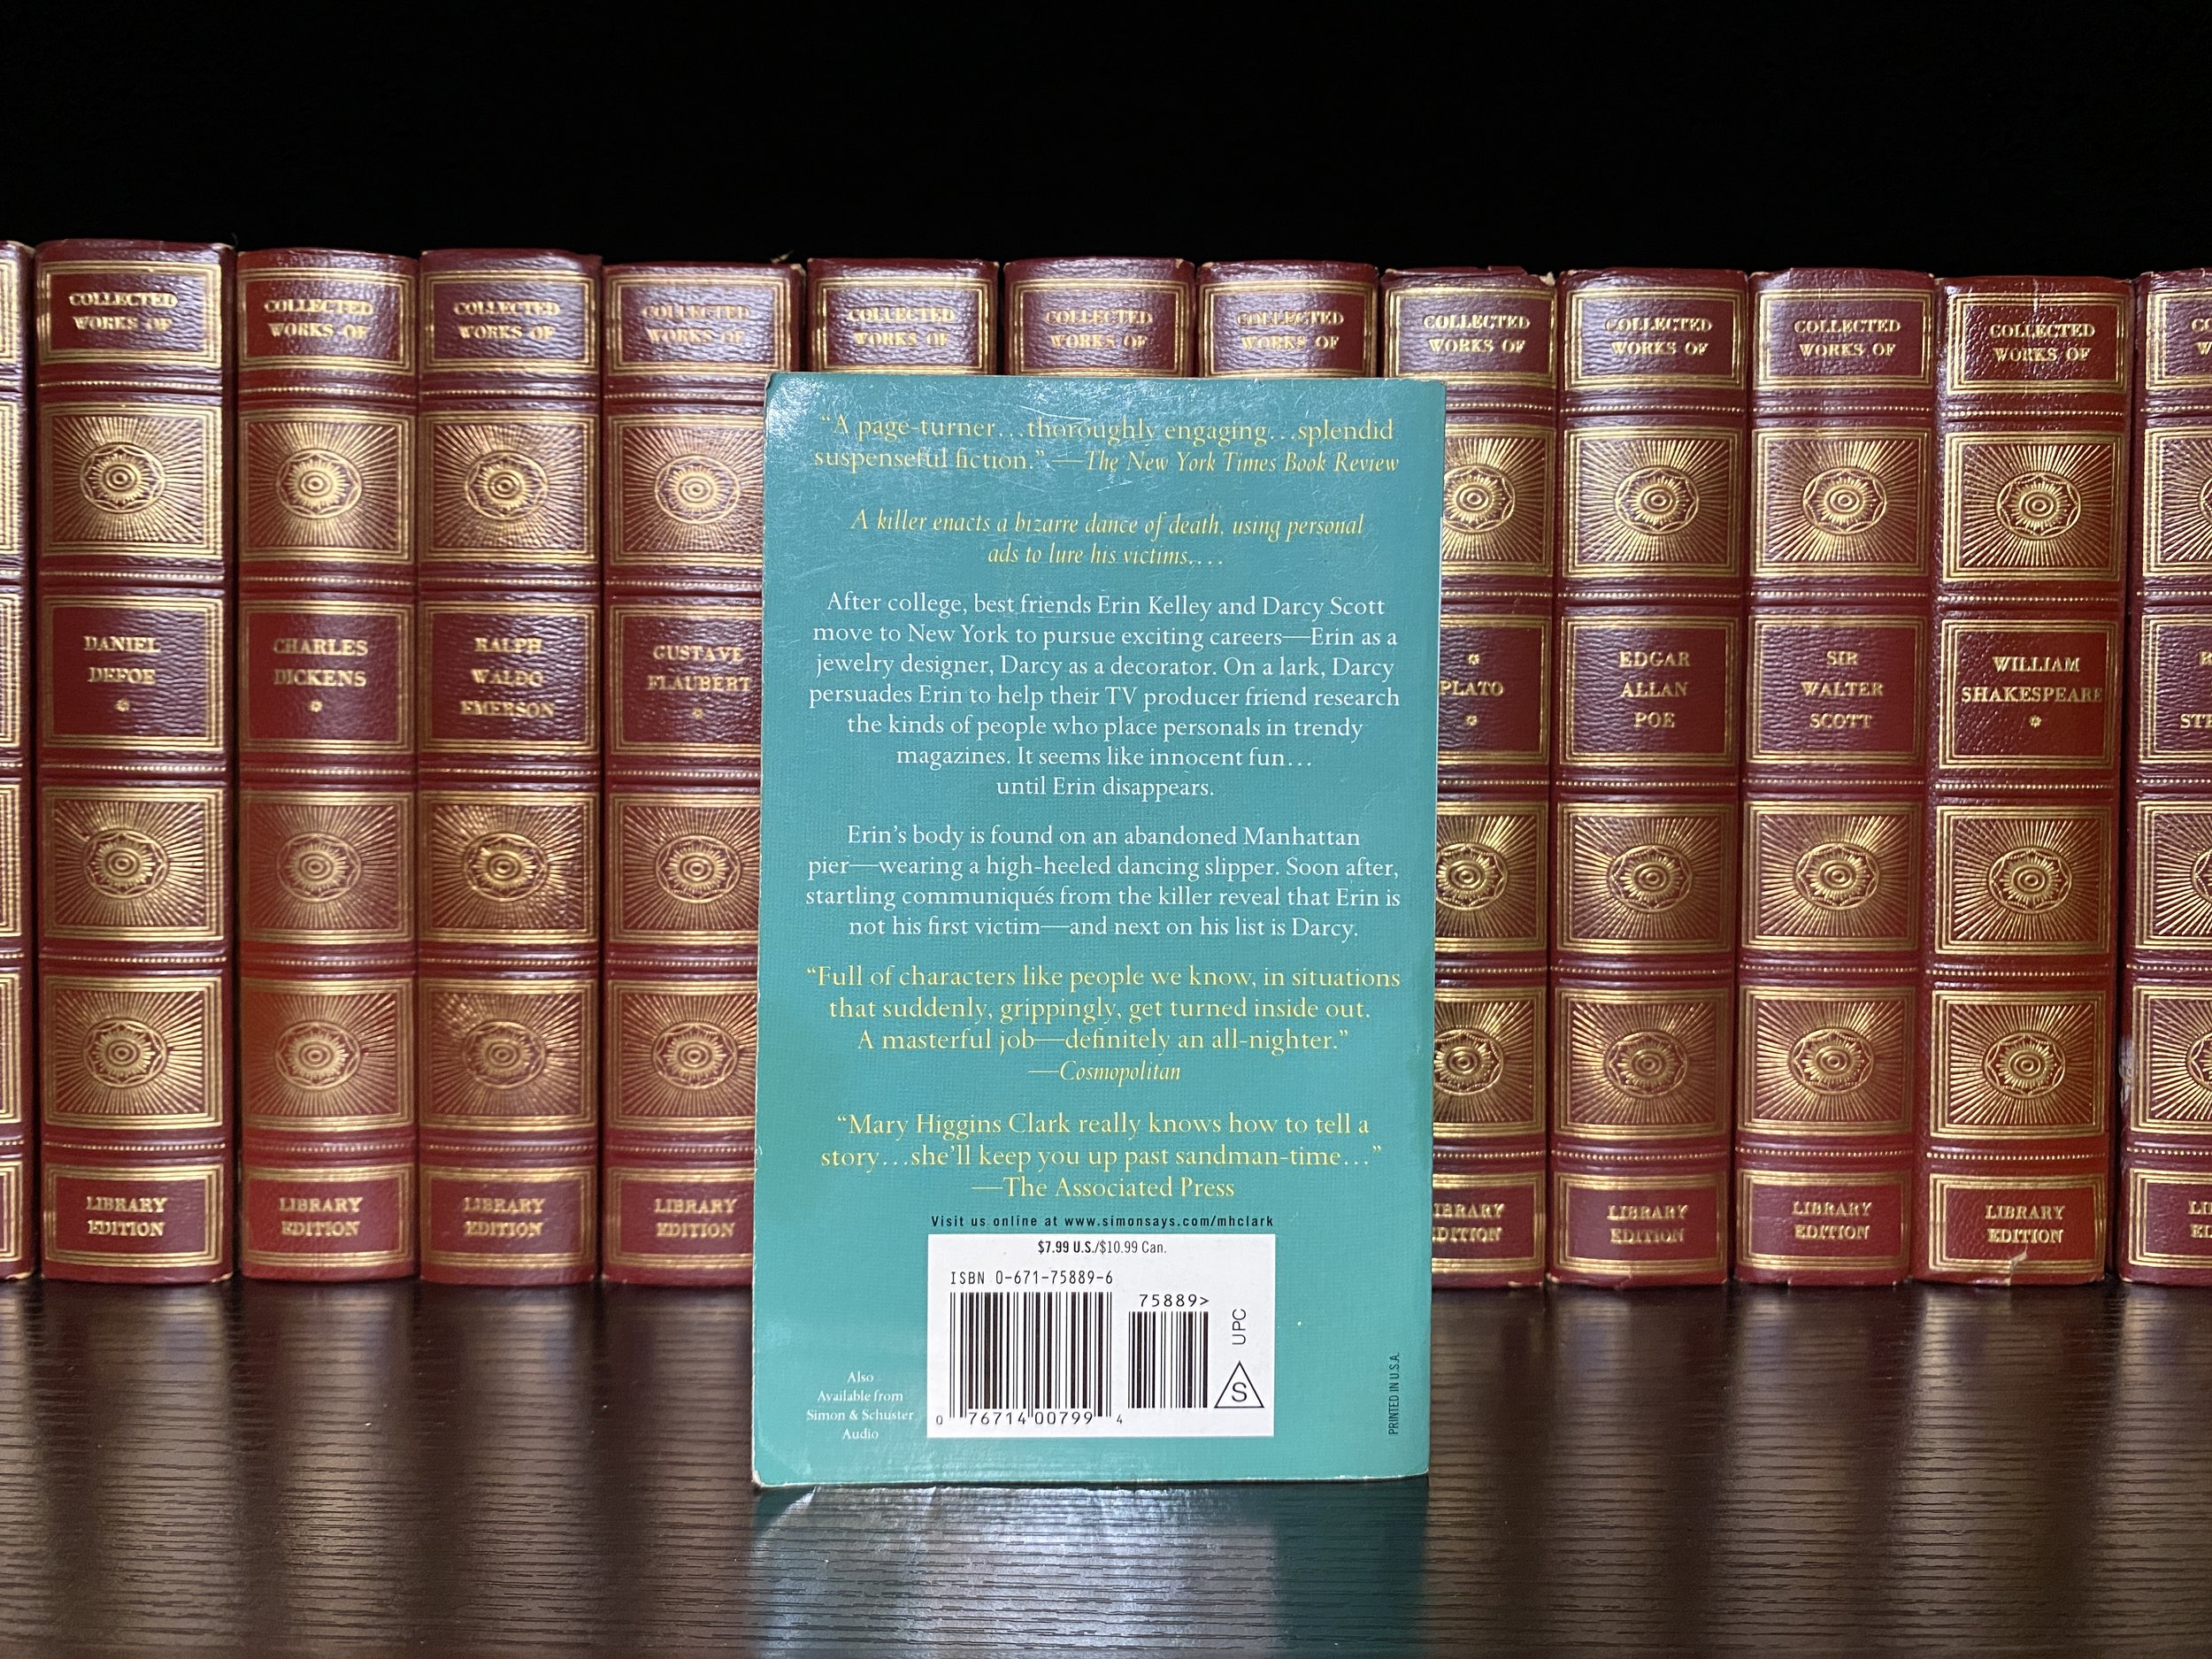 COLLECTED
WORKS OF
DANIEL
DEFOE
LIBRARY
EDITION
COLLECTED
WORKS OF
CHARLES
DICKENS
LIBRARY
EDITION
COLLECTED
WORKS OF
RALPH
WALDO
EMERSON
LIBRARY
EDITION
COLLECTED
WORKS OF
GUSTAVE
FLAUBERT
LIBRARY
EDITION
COLLECTED
WORKS OF
COLLECTED
WORKS OF
COLLECTED
WORKS OF
“A page-turner...thoroughly engaging...splendid
suspenseful fiction.” —The New York Times Book Review
A killer enacts a bizarre dance of death, using personal
ads to lure his victims....
After college, best friends Erin Kelley and Darcy Scott
move to New York to pursue exciting careers—Erin as a
jewelry designer, Darcy as a decorator. On a lark, Darcy
persuades Erin to help their TV producer friend research
the kinds of people who place personals in trendy
magazines. It seems like innocent fun...
until Erin disappears.
Erin’s body is found on an abandoned Manhattan
pier—wearing a high-heeled dancing slipper. Soon after,
startling communiqués from the killer reveal that Erin is
not his first victim—and next on his list is Darcy.
“Full of characters like people we know, in situations
that suddenly, grippingly, get turned inside out.
A masterful job—definitely an all-nighter.”
—Cosmopolitan
“Mary Higgins Clark really knows how to tell a
story...she’ll keep you up past sandman-time...”
—The Associated Press
Visit us online at www.simonsays.com/mhclark
$7.99 U.S./$10.99 Can.
ISBN 0-671-75889-6
75889>
UPC
S
0 76714 00799 4
Also
Available from
Simon & Schuster
Audio
PRINTED IN U.S.A.
COLLECTED
WORKS OF
PLATO
COLLECTED
WORKS OF
EDGAR
ALLAN
POE
LIBRARY
EDITION
COLLECTED
WORKS OF
SIR
WALTER
SCOTT
LIBRARY
EDITION
COLLECTED
WORKS OF
WILLIAM
SHAKESPEARE
LIBRARY
EDITION